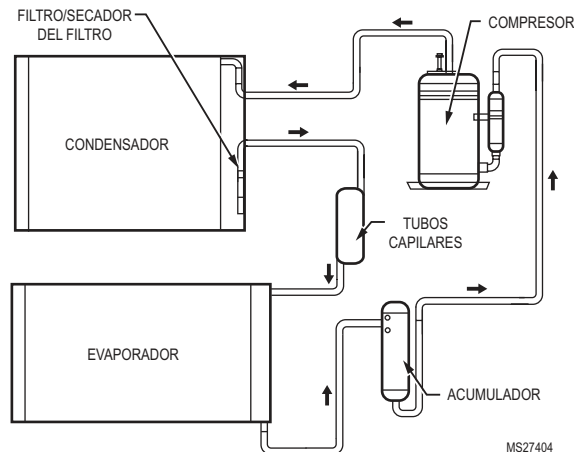 FILTRO/SECADOR
DEL FILTRO
COMPRESOR
CONDENSADOR
TUBOS
CAPILARES
EVAPORADOR
ACUMULADOR
MS27404